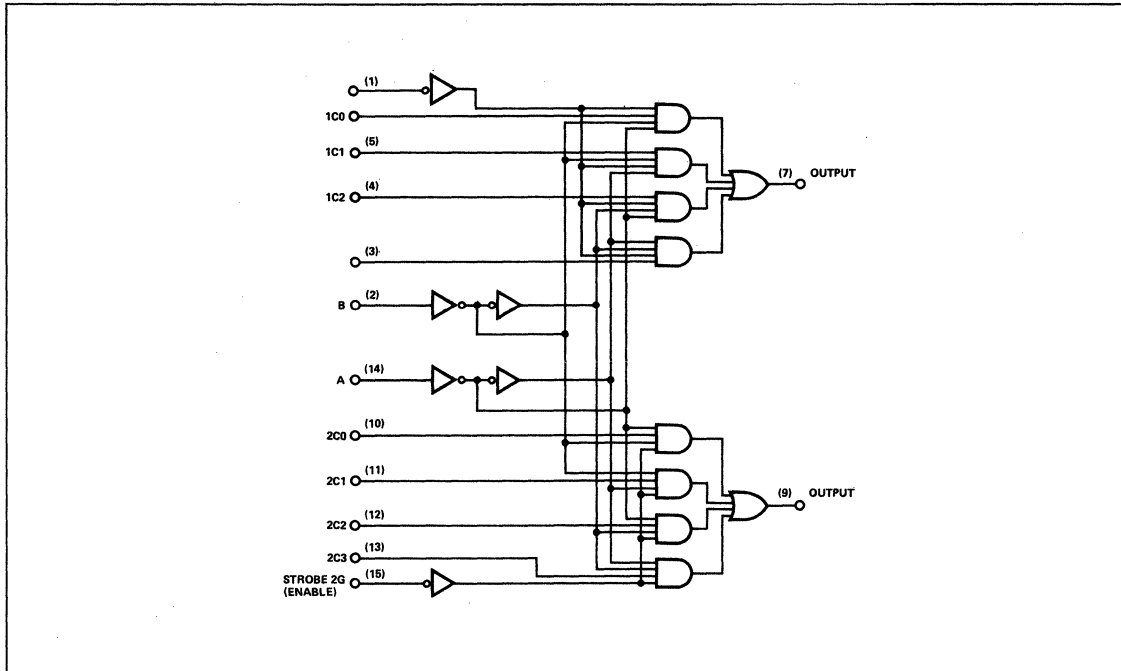 (1)
1C0
(5)
1C1
(4)
1C2
(7)
OUTPUT
(3)
B
(2)
A
(14)
2C0
(10)
2C1
(11)
(9)
OUTPUT
2C2
(12)
2C3
(13)
STROBE 2G
(ENABLE)
(15)